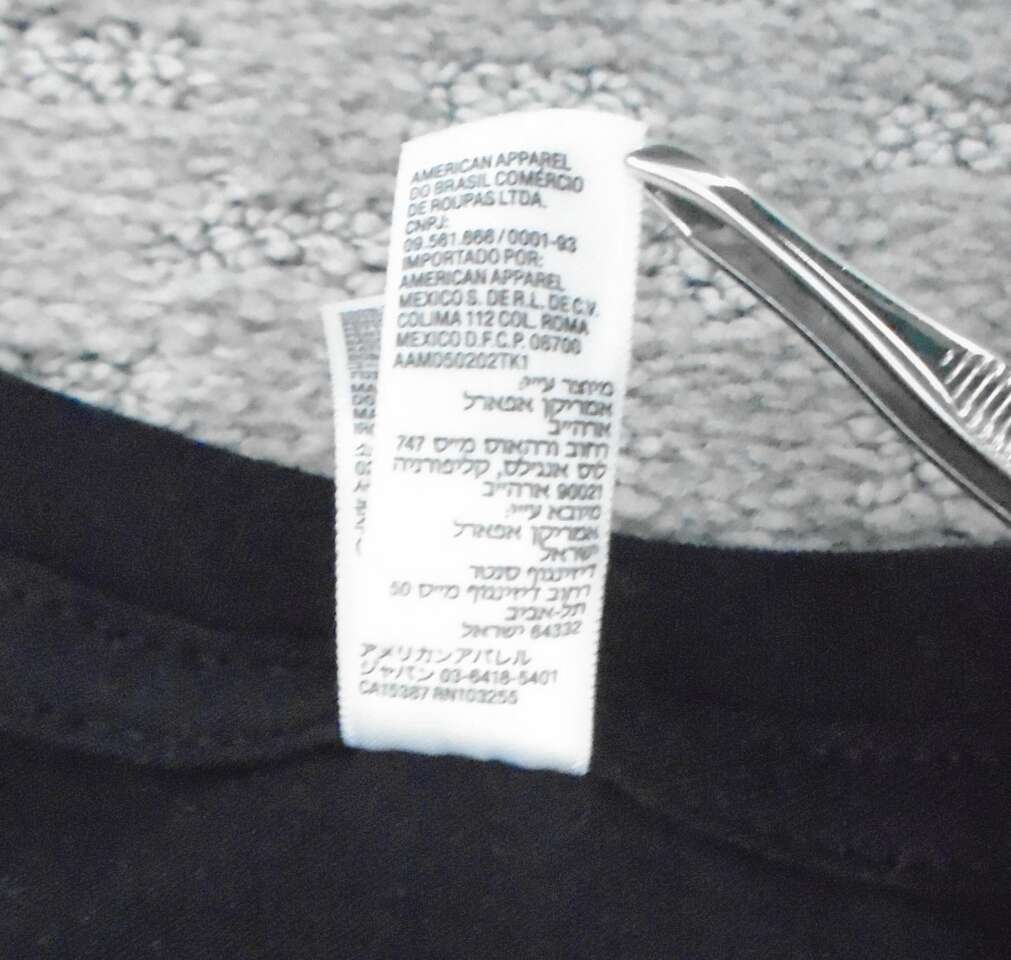 AMERICAN APPAREL
DO BRASIL COMÉRCIO
DE ROUPAS LTDA.
CNPJ:
09.581.666/0001-93
IMPORTADO POR:
AMERICAN APPAREL
MEXICO S. DE R.L. DE C.V.
COLIMA 112 COL. ROMA
MEXICO D.F.C.P. 06700
AAM050202TK1
מיוצר ע״י:
אמריקן אפארל
ארה״ב
רחוב וורהאוס מייס 747
לוס אנג׳לס, קליפורניה
90021 ארה״ב
מיובא ע״י:
אמריקן אפארל
ישראל
דיזינגוף סנטר
רחוב דיזינגוף מייס 50
תל-אביב
64332 ישראל
アメリカンアパレル
ジャパン 03-6418-5401
CA15387 RN103255